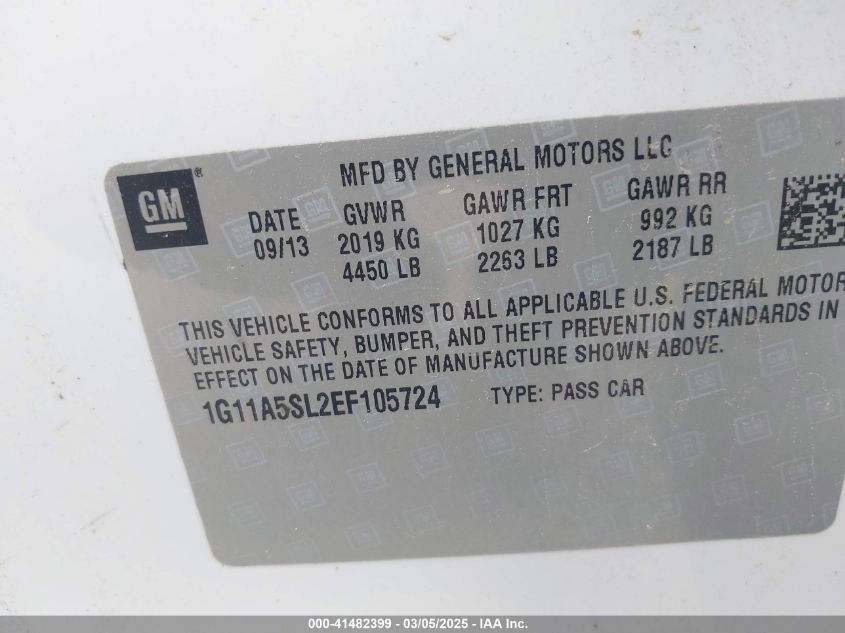 MFD BY GENERAL MOTORS LLC
GM®
DATE GVWR GAWR FRT GAWR RR
09/13 2019 KG 1027 KG 992 KG
4450 LB 2263 LB 2187 LB
THIS VEHICLE CONFORMS TO ALL APPLICABLE U.S. FEDERAL MOTOR
VEHICLE SAFETY, BUMPER, AND THEFT PREVENTION STANDARDS IN
EFFECT ON THE DATE OF MANUFACTURE SHOWN ABOVE.
1G11A5SL2EF105724 TYPE: PASS CAR
000-41482399 - 03/05/2025 - IAA Inc.